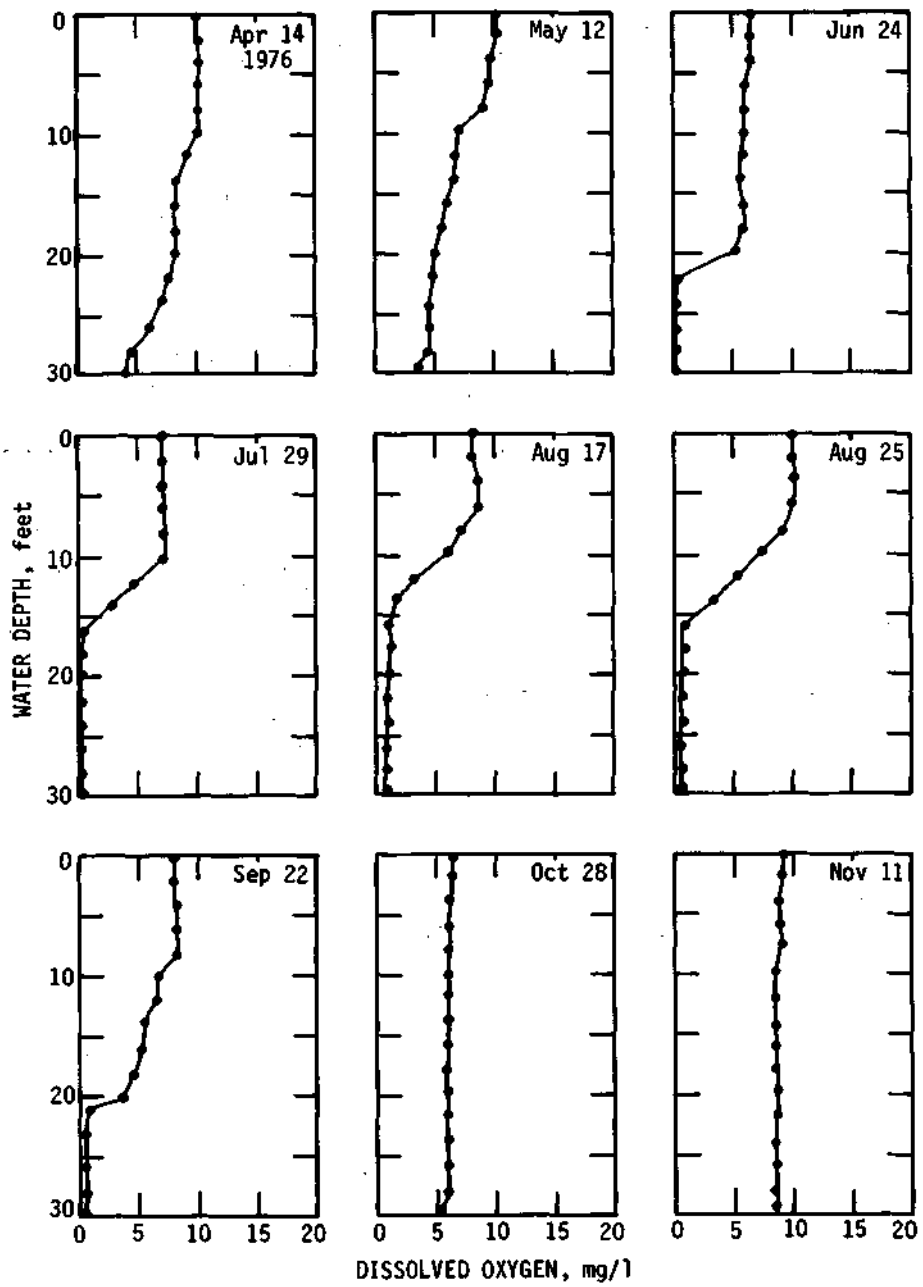 0
10
20
30
Apr 14
1976
May 12
Jun 24
0
10
20
30
Jul 29
Aug 17
Aug 25
WATER DEPTH, feet
0
10
20
30
Sep 22
Oct 28
Nov 11
0 5 10 15 20
0 5 10 15 20
0 5 10 15 20
DISSOLVED OXYGEN, mg/l